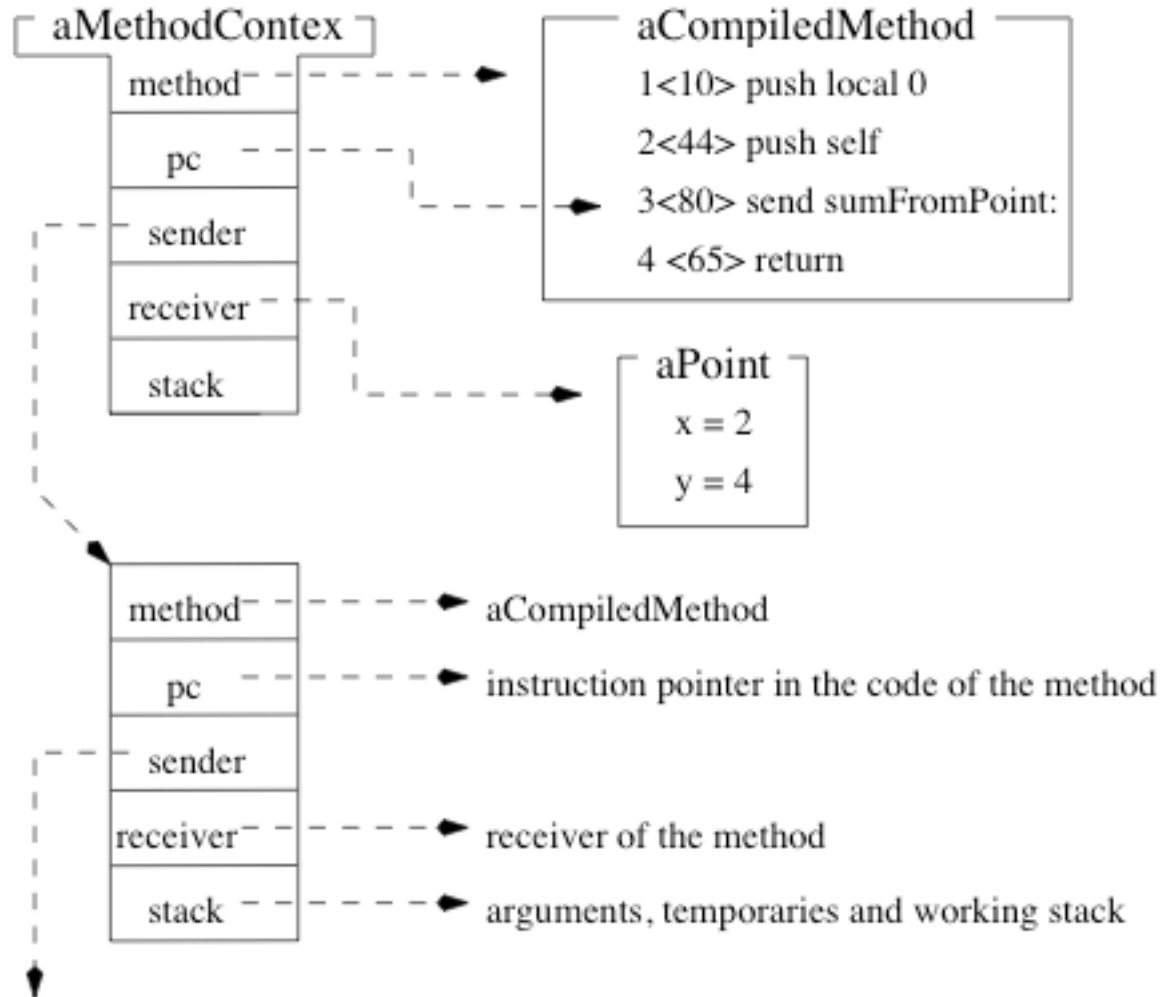 aMethodContex
method
pc
sender
receiver
stack
aCompiledMethod
1<10> push local 0
2<44> push self
3<80> send sumFromPoint:
4 <65> return
aPoint
x = 2
y = 4
method
aCompiledMethod
pc
instruction pointer in the code of the method
sender
receiver
receiver of the method
stack
arguments, temporaries and working stack